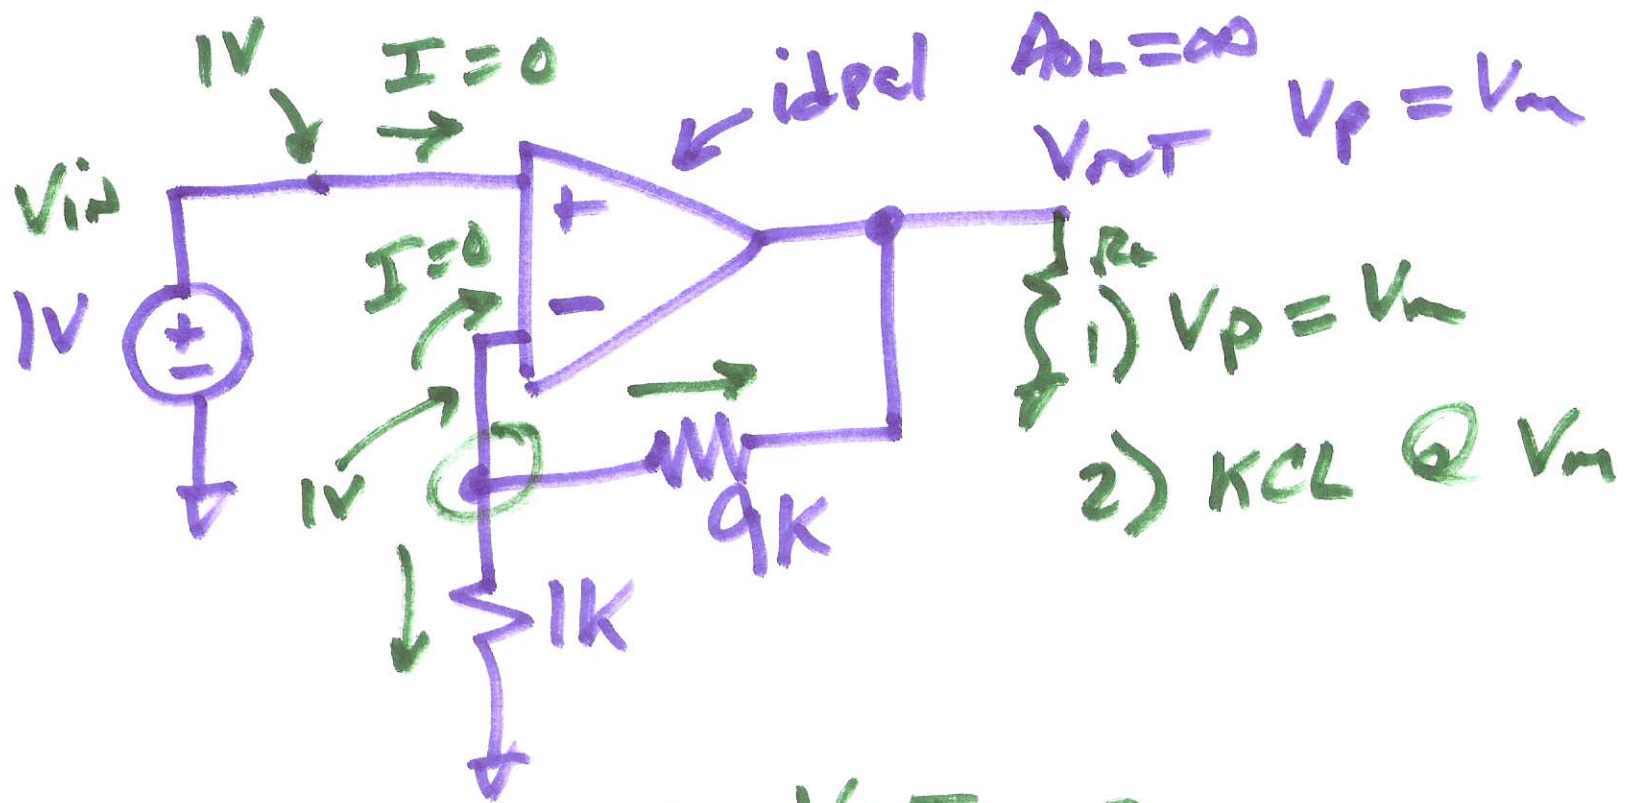 1V
I = 0
ideal
AOL = ∞
Vp = Vm
VOUT
Vin
+
I = 0
RL
1V
+
-
-
1) Vp = Vm
1V
9K
2) KCL @ Vm
1K